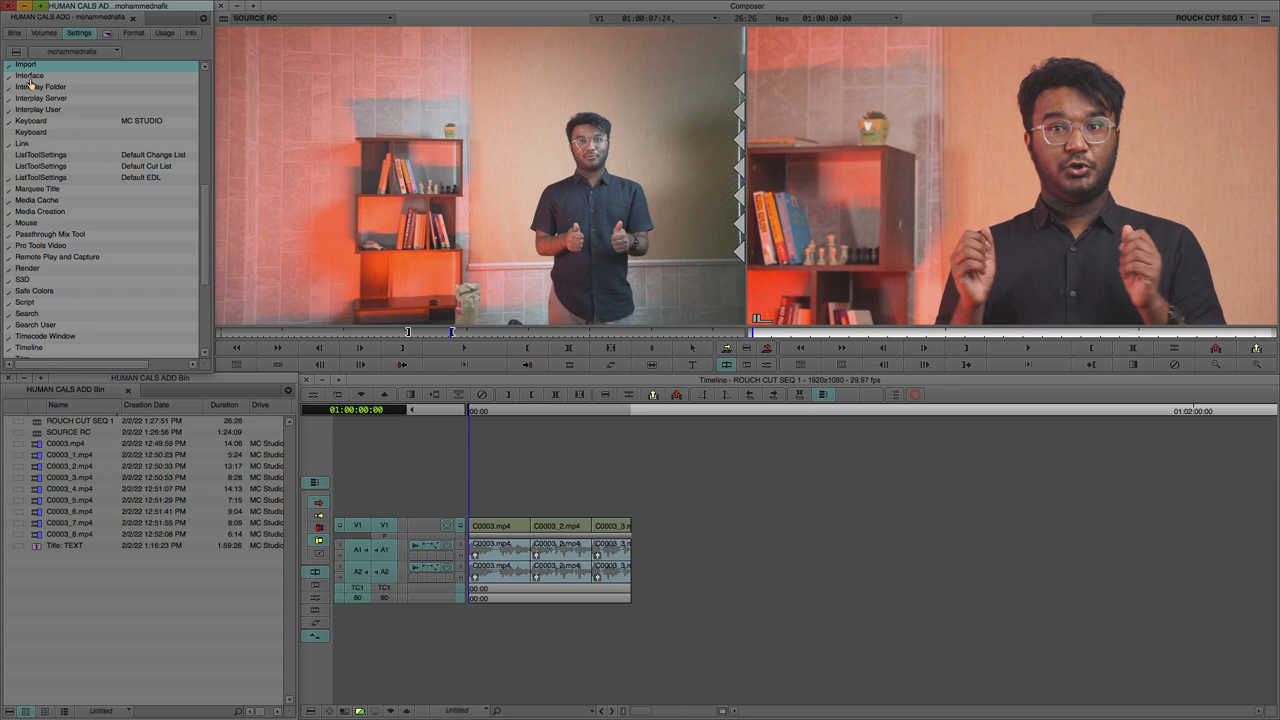 HUMAN CALS AD...mohammednafis
Composer
HUMAN CALS ADD - mohammednafis
SOURCE RC
V1
01:00:07:24,
26:26
Mos
01:00:00:00
ROUCH CUT SEQ 1
Bins
Volumes
Settings
Format
Usage
Info
mohammednafis
Import
Interface
Interplay Folder
Interplay Server
Interplay User
Keyboard MC STUDIO
Keyboard
Link
ListToolSettings Default Change List
ListToolSettings Default Cut List
ListToolSettings Default EDL
Marquee Title
Media Cache
Media Creation
Mouse
Passthrough Mix Tool
Pro Tools Video
Remote Play and Capture
Render
S3D
Safe Colors
Script
Search
Search User
Timecode Window
Timeline
HUMAN CALS ADD Bin
Timeline - ROUCH CUT SEQ 1 - 1920x1080 - 29.97 fps
HUMAN CALS ADD Bin
Name Creation Date Duration Drive
ROUCH CUT SEQ 1 2/2/22 1:27:51 PM 26:26
SOURCE RC 2/2/22 1:26:56 PM 1:24:09
C0003.mp4 2/2/22 12:49:59 PM 14:06 MC Studio
C0003_1.mp4 2/2/22 12:50:23 PM 5:24 MC Studio
C0003_2.mp4 2/2/22 12:50:33 PM 13:17 MC Studio
C0003_3.mp4 2/2/22 12:50:53 PM 8:28 MC Studio
C0003_4.mp4 2/2/22 12:51:07 PM 14:13 MC Studio
C0003_5.mp4 2/2/22 12:51:29 PM 7:15 MC Studio
C0003_6.mp4 2/2/22 12:51:41 PM 9:04 MC Studio
C0003_7.mp4 2/2/22 12:51:55 PM 8:09 MC Studio
C0003_8.mp4 2/2/22 12:52:08 PM 6:14 MC Studio
Title: TEXT 2/2/22 1:16:23 PM 1:59:26 MC Studio
01:00:00:00
00:00
01:02:00:00
V1 V1
C0003.mp4 C0003_2.mp4 C0003_3.m
P
A1 A1
C0003.mp4 C0003_2.mp4 C0003_3.m
A2 A2
C0003.mp4 C0003_2.mp4 C0003_3.m
TC1 TC1 00:00
60 60 00:00
Untitled
Untitled